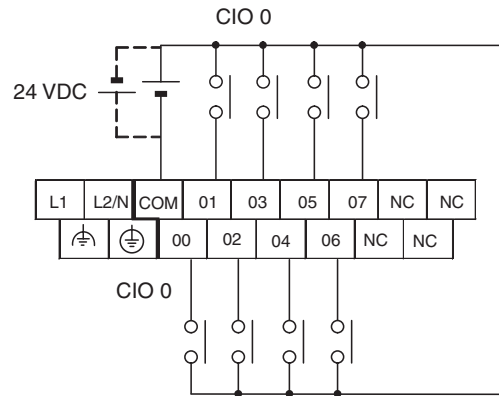 CIO 0
24 VDC
L1 L2/N COM 01 03 05 07 NC NC
00 02 04 06 NC NC
CIO 0